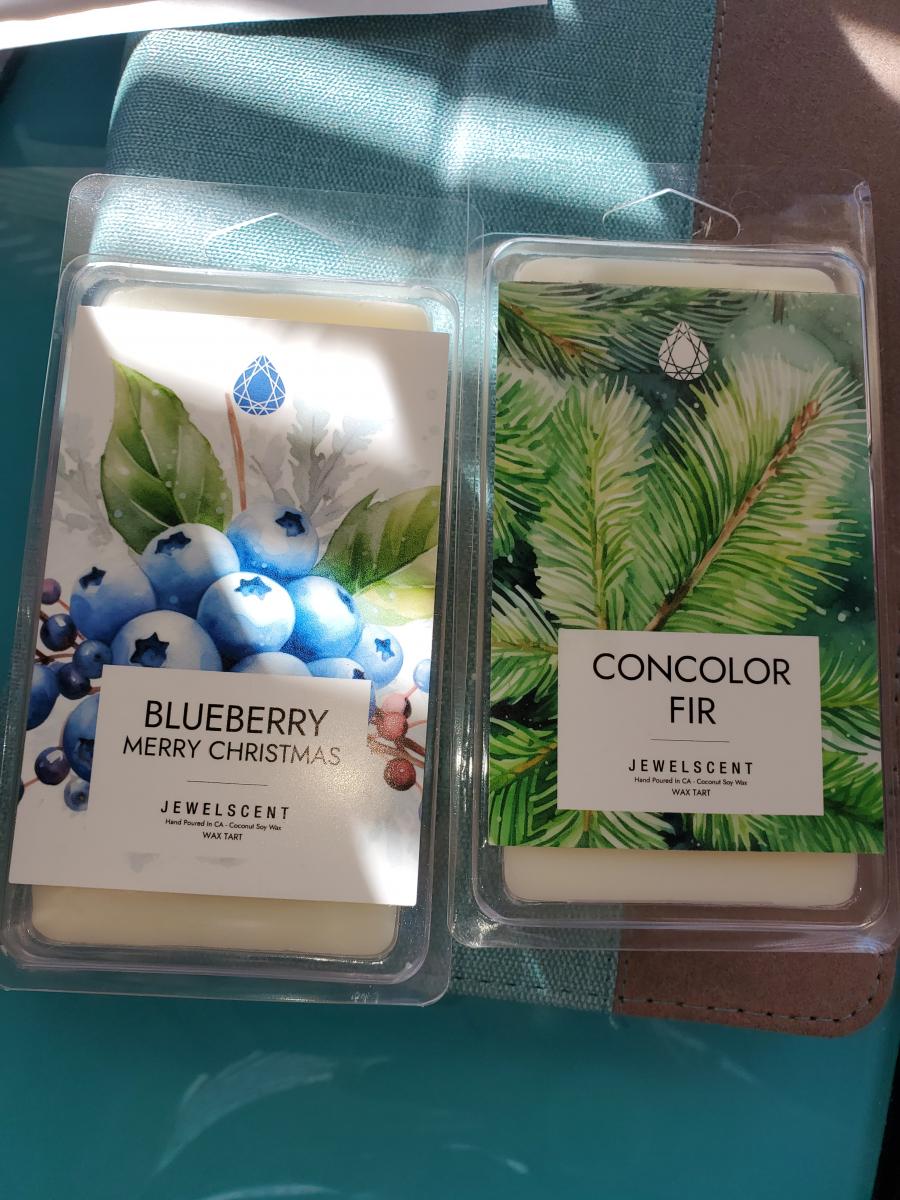 BLUEBERRY
MERRY CHRISTMAS
JEWELSCENT
Hand Poured In CA - Coconut Soy Wax
WAX TART
CONCOLOR
FIR
JEWELSCENT
Hand Poured In CA - Coconut Soy Wax
WAX TART